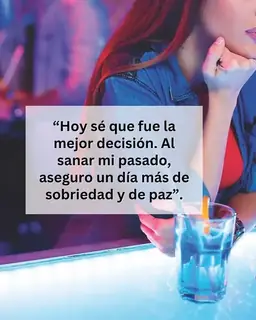 “Hoy sé que fue la
mejor decisión. Al
sanar mi pasado,
aseguro un día más de
sobriedad y de paz”.